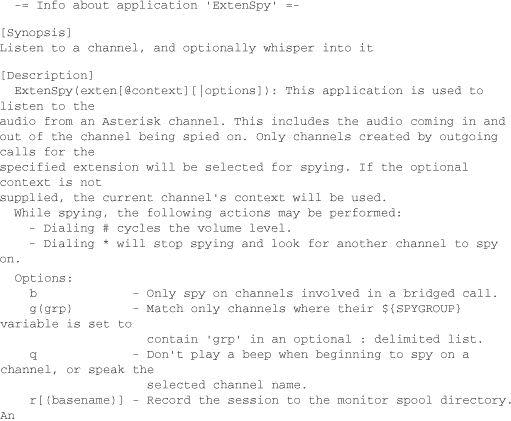 -= Info about application 'ExtenSpy' =-
[Synopsis]
Listen to a channel, and optionally whisper into it
[Description]
ExtenSpy(exten[@context][|options]): This application is used to
listen to the
audio from an Asterisk channel. This includes the audio coming in and
out of the channel being spied on. Only channels created by outgoing
calls for the
specified extension will be selected for spying. If the optional
context is not
supplied, the current channel's context will be used.
While spying, the following actions may be performed:
- Dialing # cycles the volume level.
- Dialing * will stop spying and look for another channel to spy
on.
Options:
b - Only spy on channels involved in a bridged call.
g(grp) - Match only channels where their ${SPYGROUP}
variable is set to
contain 'grp' in an optional : delimited list.
q - Don't play a beep when beginning to spy on a
channel, or speak the
selected channel name.
r[(basename)] - Record the session to the monitor spool directory.
An